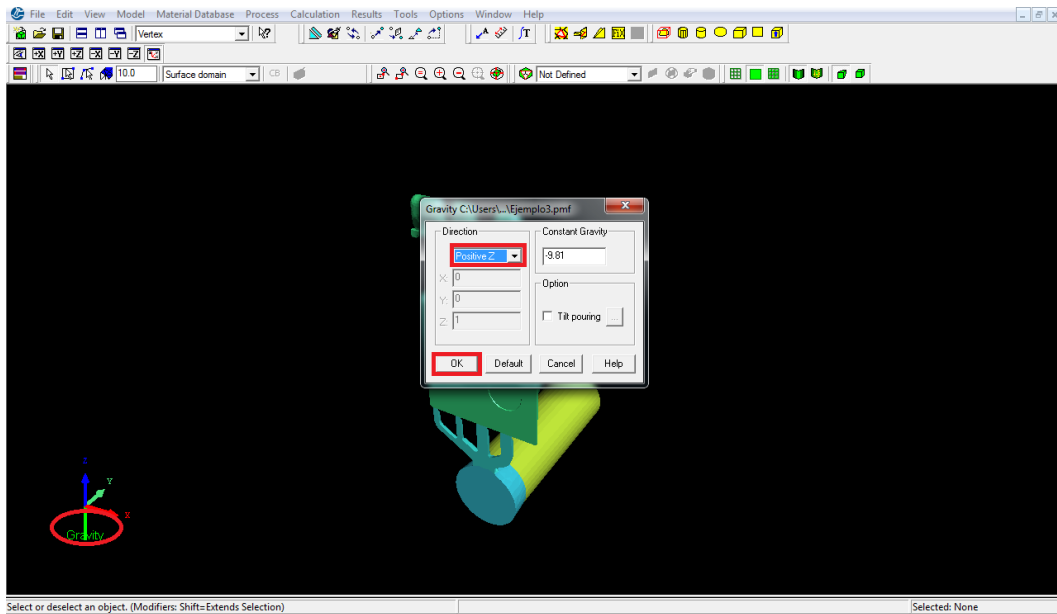 File Edit View Model Material Database Process Calculation Results Tools Options Window Help
Vertex
FIX
+X +Y +Z -X -Y -Z
10.0 Surface domain CB Not Defined
Gravity C:\Users\...\Ejemplo3.pmf
Direction Constant Gravity
Positive Z -9.81
X: 0 Option
Y: 0
Z: 1 Tilt pouring ...
OK Default Cancel Help
Z
Y
X
Gravity
Select or deselect an object. (Modifiers: Shift=Extends Selection) Selected: None